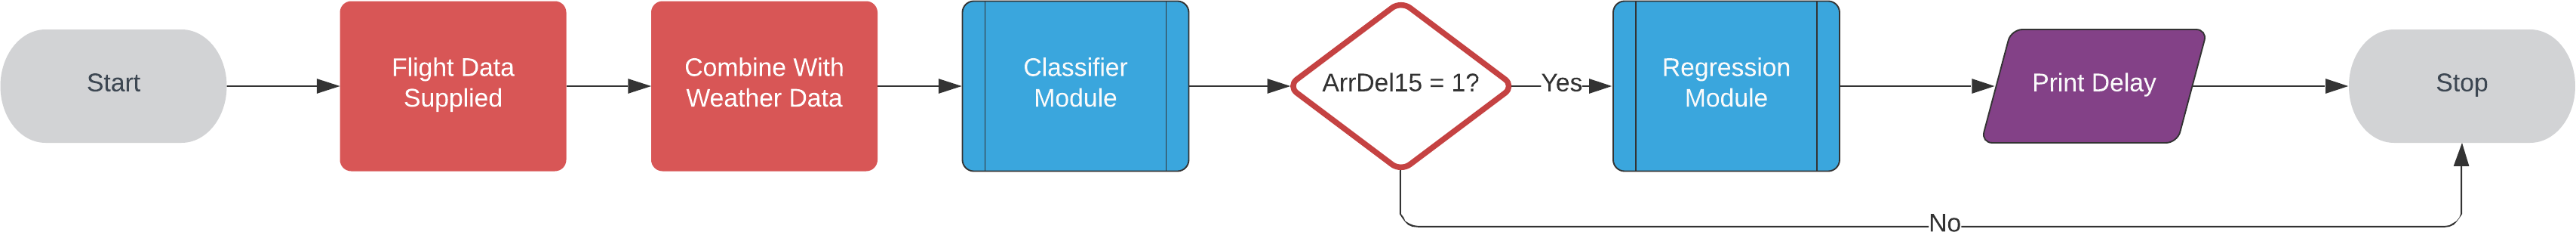 Start
Flight Data
Supplied
Combine With
Weather Data
Classifier
Module
ArrDel15 = 1?
Yes
Regression
Module
Print Delay
Stop
No